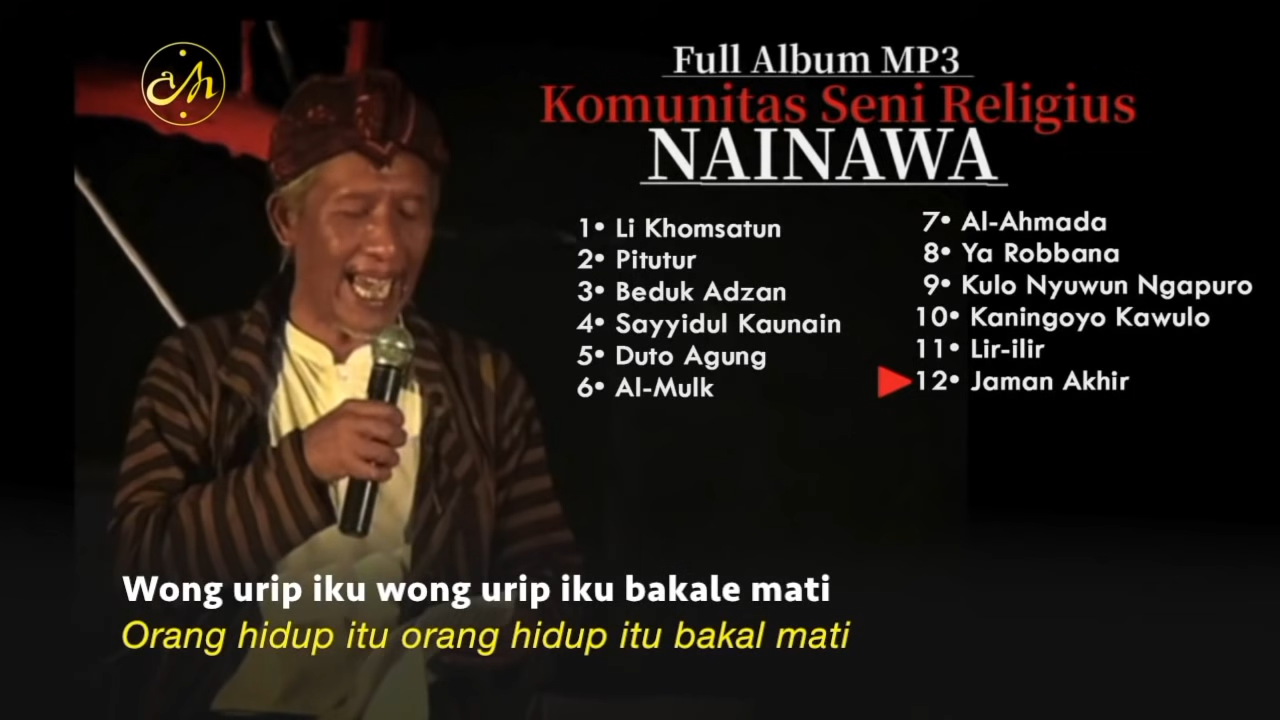 Full Album MP3
Komunitas Seni Religius
NAINAWA
1• Li Khomsatun
2• Pitutur
3• Beduk Adzan
4• Sayyidul Kaunain
5• Duto Agung
6• Al-Mulk
7• Al-Ahmada
8• Ya Robbana
9• Kulo Nyuwun Ngapuro
10• Kaningoyo Kawulo
11• Lir-ilir
12• Jaman Akhir
Wong urip iku wong urip iku bakale mati
Orang hidup itu orang hidup itu bakal mati